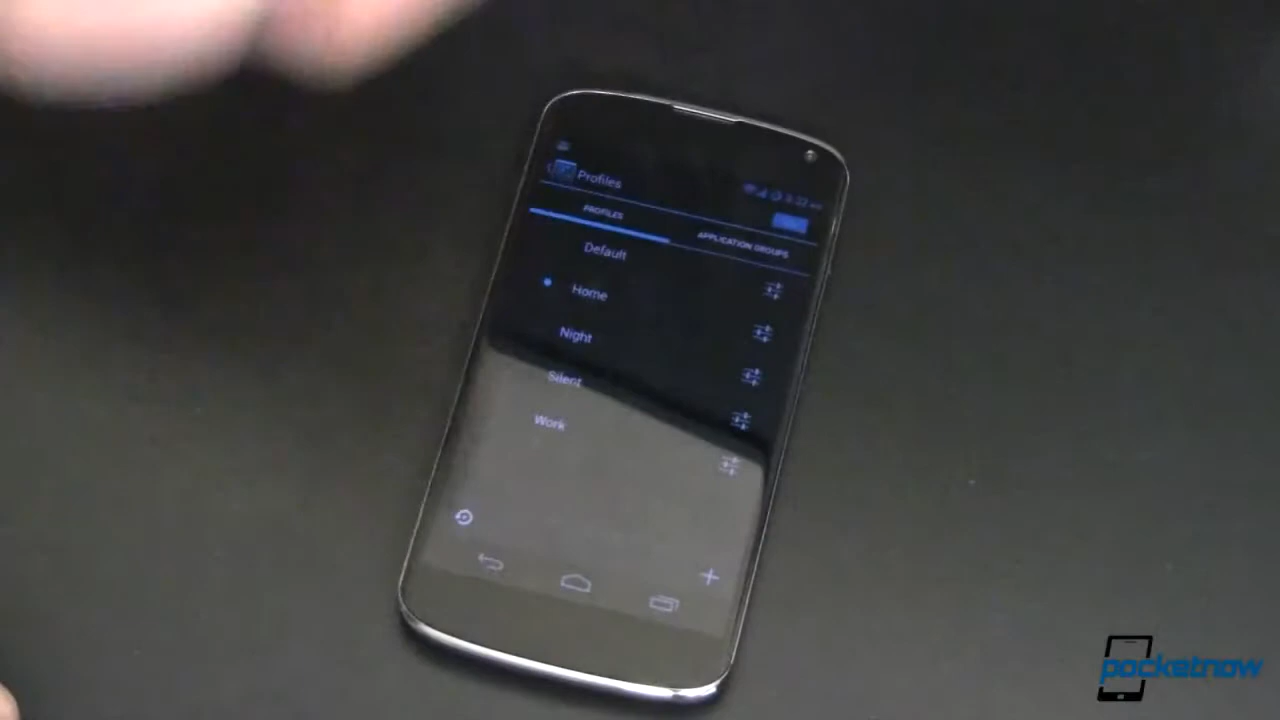 Profiles
PROFILES
APPLICATION GROUPS
Default
Home
Night
Silent
Work
pocketnow